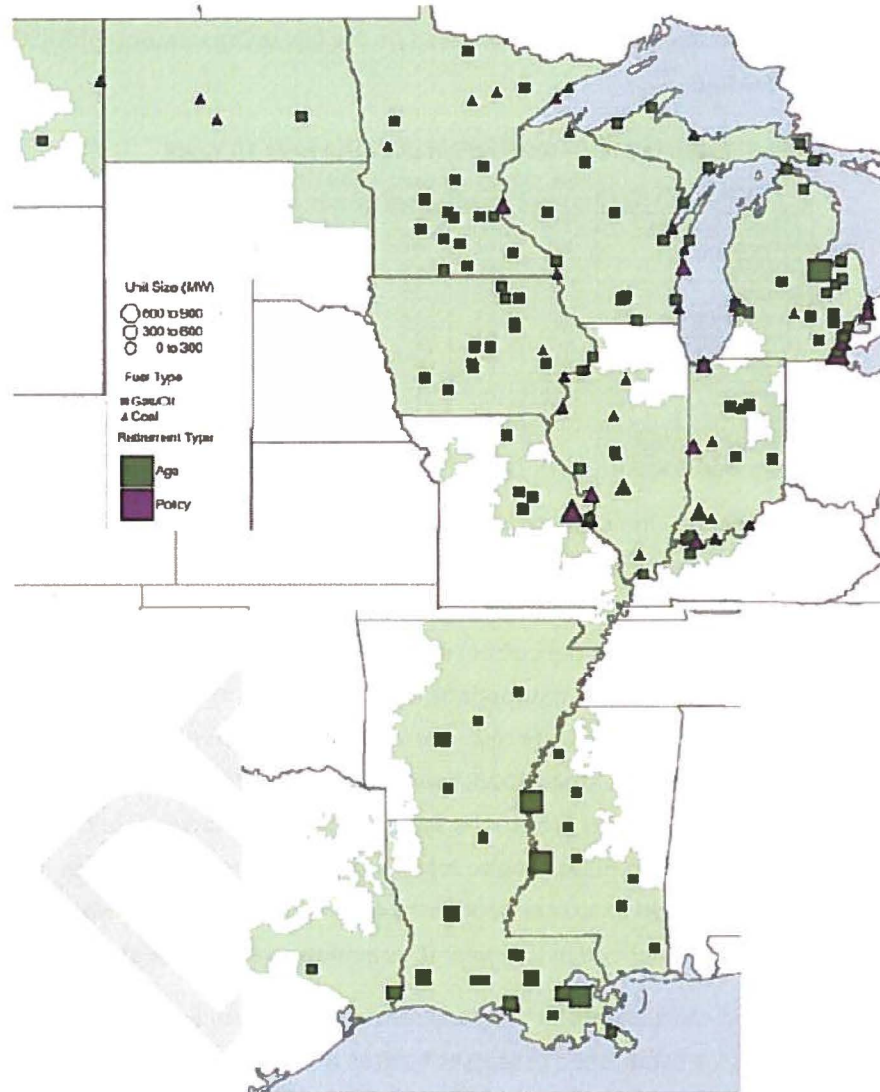 Unit Size (MW)
600 to 900
300 to 600
0 to 300
Fuel Type
Gas/Oil
Coal
Retirement Type
Age
Policy